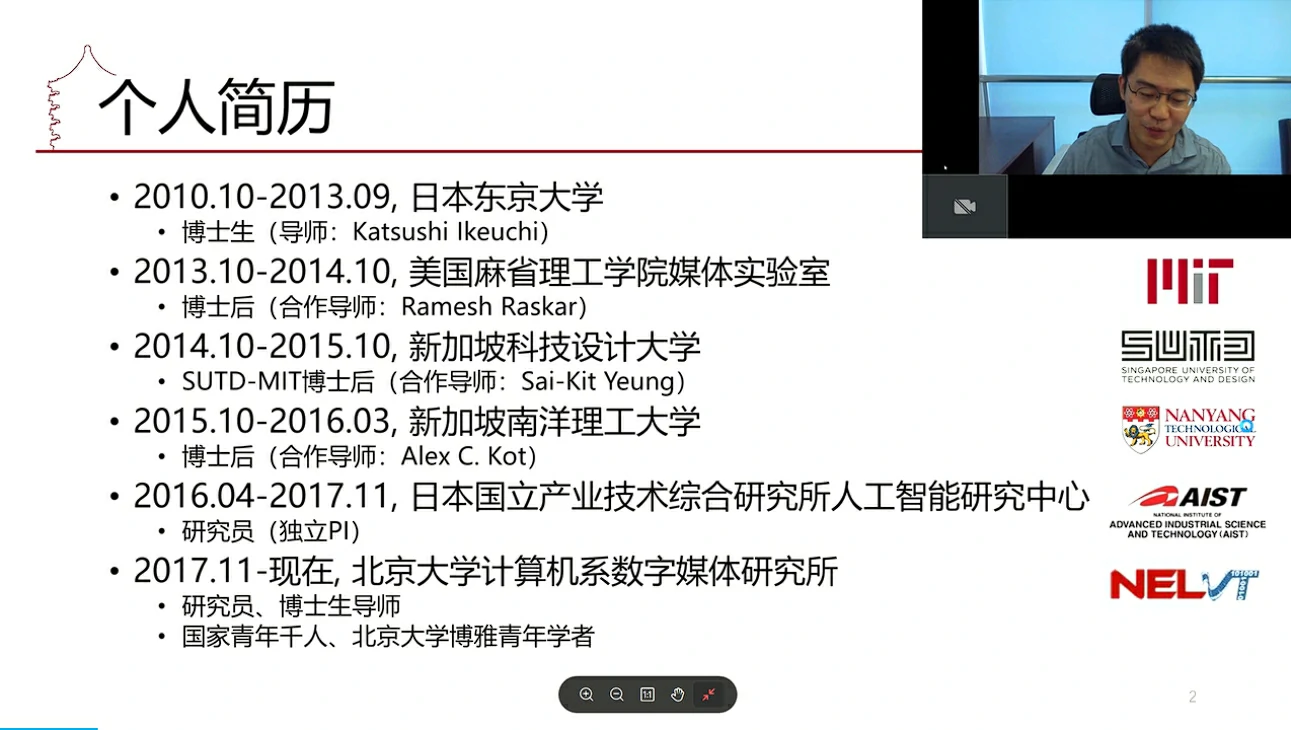 个人简历
• 2010.10-2013.09, 日本东京大学
• 博士生（导师：Katsushi Ikeuchi）
• 2013.10-2014.10, 美国麻省理工学院媒体实验室
• 博士后（合作导师：Ramesh Raskar）
• 2014.10-2015.10, 新加坡科技设计大学
• SUTD-MIT博士后（合作导师：Sai-Kit Yeung）
• 2015.10-2016.03, 新加坡南洋理工大学
• 博士后（合作导师：Alex C. Kot）
• 2016.04-2017.11, 日本国立产业技术综合研究所人工智能研究中心
• 研究员（独立PI）
• 2017.11-现在, 北京大学计算机系数字媒体研究所
• 研究员、博士生导师
• 国家青年千人、北京大学博雅青年学者
MIT
SUTD
SINGAPORE UNIVERSITY OF
TECHNOLOGY AND DESIGN
NANYANG
TECHNOLOGICAL
UNIVERSITY
AIST
NATIONAL INSTITUTE OF
ADVANCED INDUSTRIAL SCIENCE
AND TECHNOLOGY (AIST)
NELVT
1:1
2